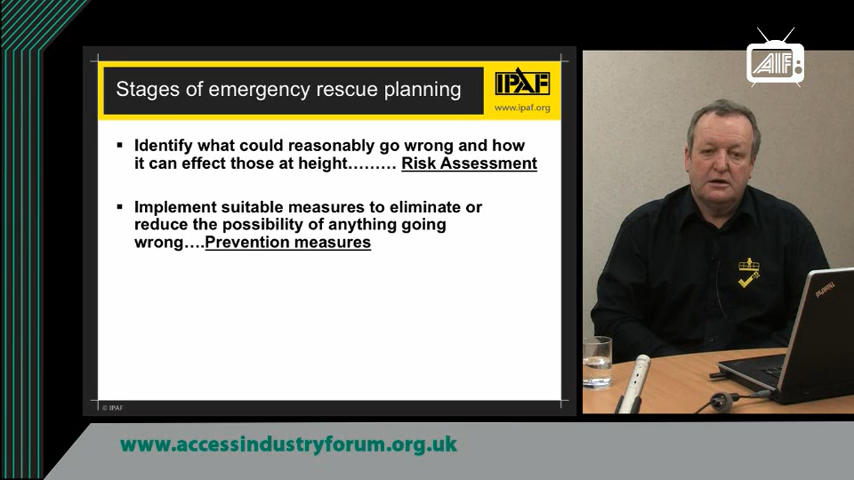 AIF
Stages of emergency rescue planning
IPAF
www.ipaf.org
▪ Identify what could reasonably go wrong and how
it can effect those at height……… Risk Assessment
▪ Implement suitable measures to eliminate or
reduce the possibility of anything going
wrong….Prevention measures
ThinkPad
© IPAF
www.accessindustryforum.org.uk